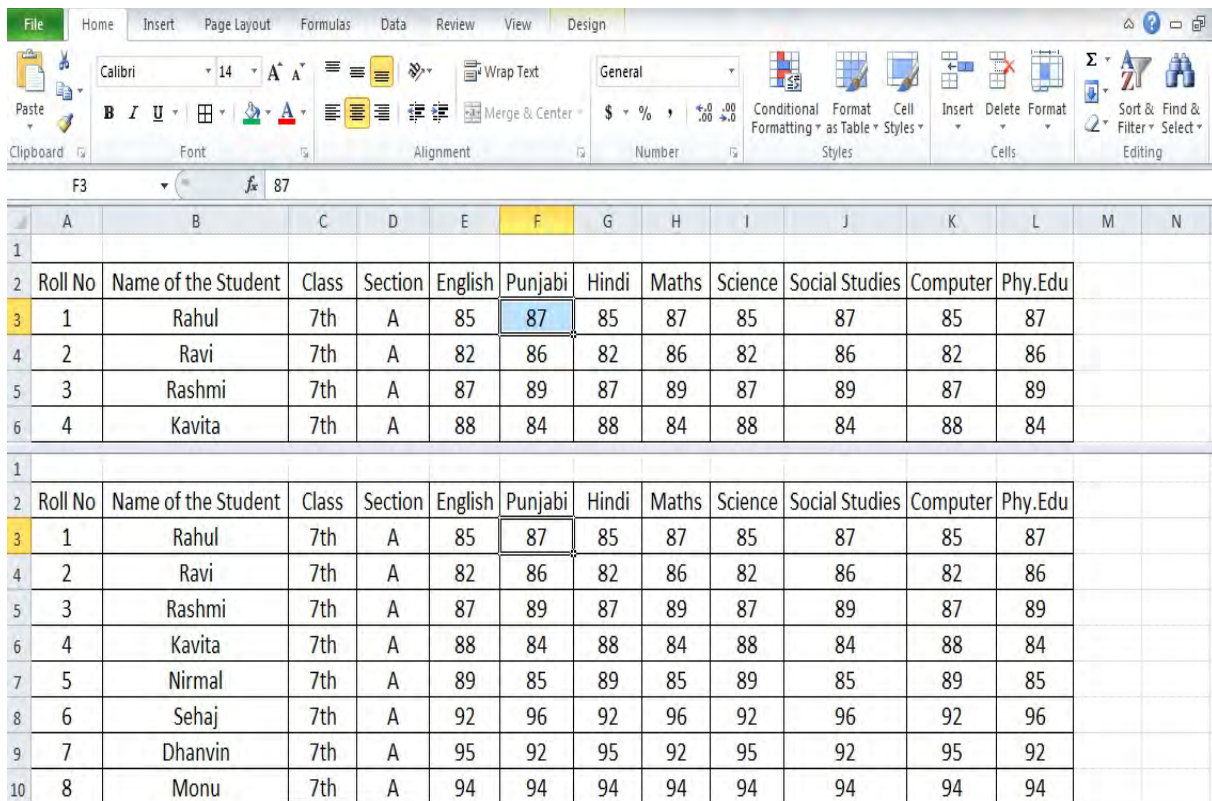 File Home Insert Page Layout Formulas Data Review View Design
Calibri 14 A A Wrap Text General Σ
Paste B I U A Merge & Center $ % , .0 .00 .00 .0 Conditional Formatting Format as Table Cell Styles Insert Delete Format Sort & Filter Find & Select
Clipboard Font Alignment Number Styles Cells Editing
F3 fx 87
A B C D E F G H I J K L M N
1
2 Roll No Name of the Student Class Section English Punjabi Hindi Maths Science Social Studies Computer Phy.Edu
3 1 Rahul 7th A 85 87 85 87 85 87 85 87
4 2 Ravi 7th A 82 86 82 86 82 86 82 86
5 3 Rashmi 7th A 87 89 87 89 87 89 87 89
6 4 Kavita 7th A 88 84 88 84 88 84 88 84
1
2 Roll No Name of the Student Class Section English Punjabi Hindi Maths Science Social Studies Computer Phy.Edu
3 1 Rahul 7th A 85 87 85 87 85 87 85 87
4 2 Ravi 7th A 82 86 82 86 82 86 82 86
5 3 Rashmi 7th A 87 89 87 89 87 89 87 89
6 4 Kavita 7th A 88 84 88 84 88 84 88 84
7 5 Nirmal 7th A 89 85 89 85 89 85 89 85
8 6 Sehaj 7th A 92 96 92 96 92 96 92 96
9 7 Dhanvin 7th A 95 92 95 92 95 92 95 92
10 8 Monu 7th A 94 94 94 94 94 94 94 94